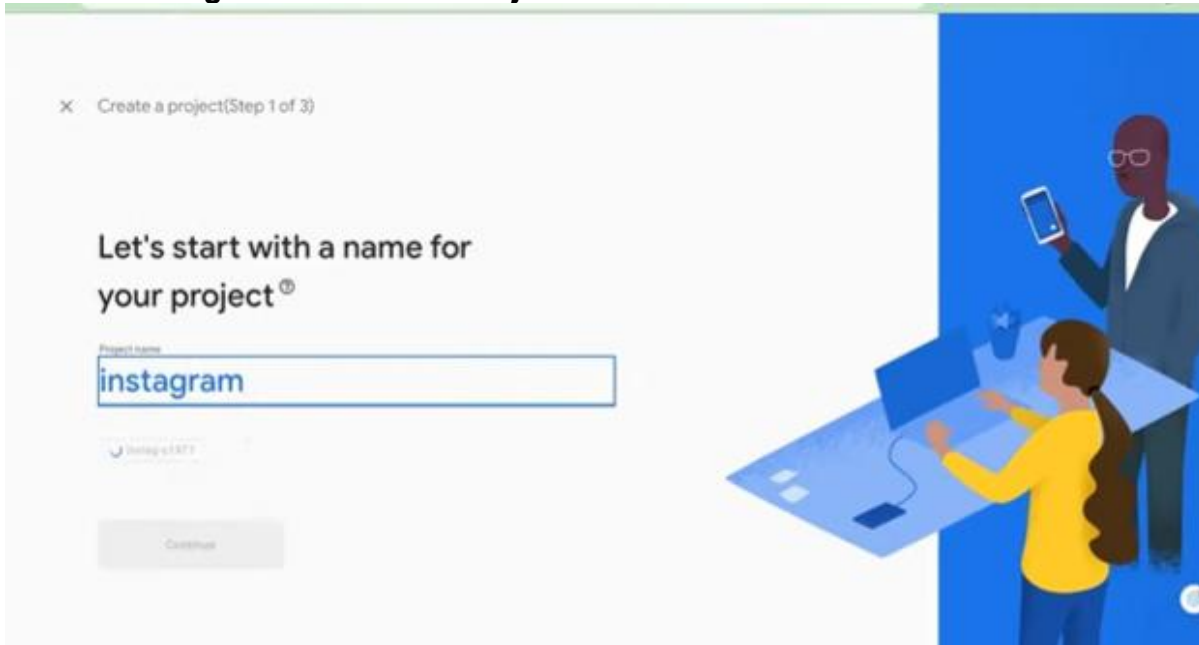 Create a project(Step 1 of 3)
Let's start with a name for
your project
Project name
instagram
Continue